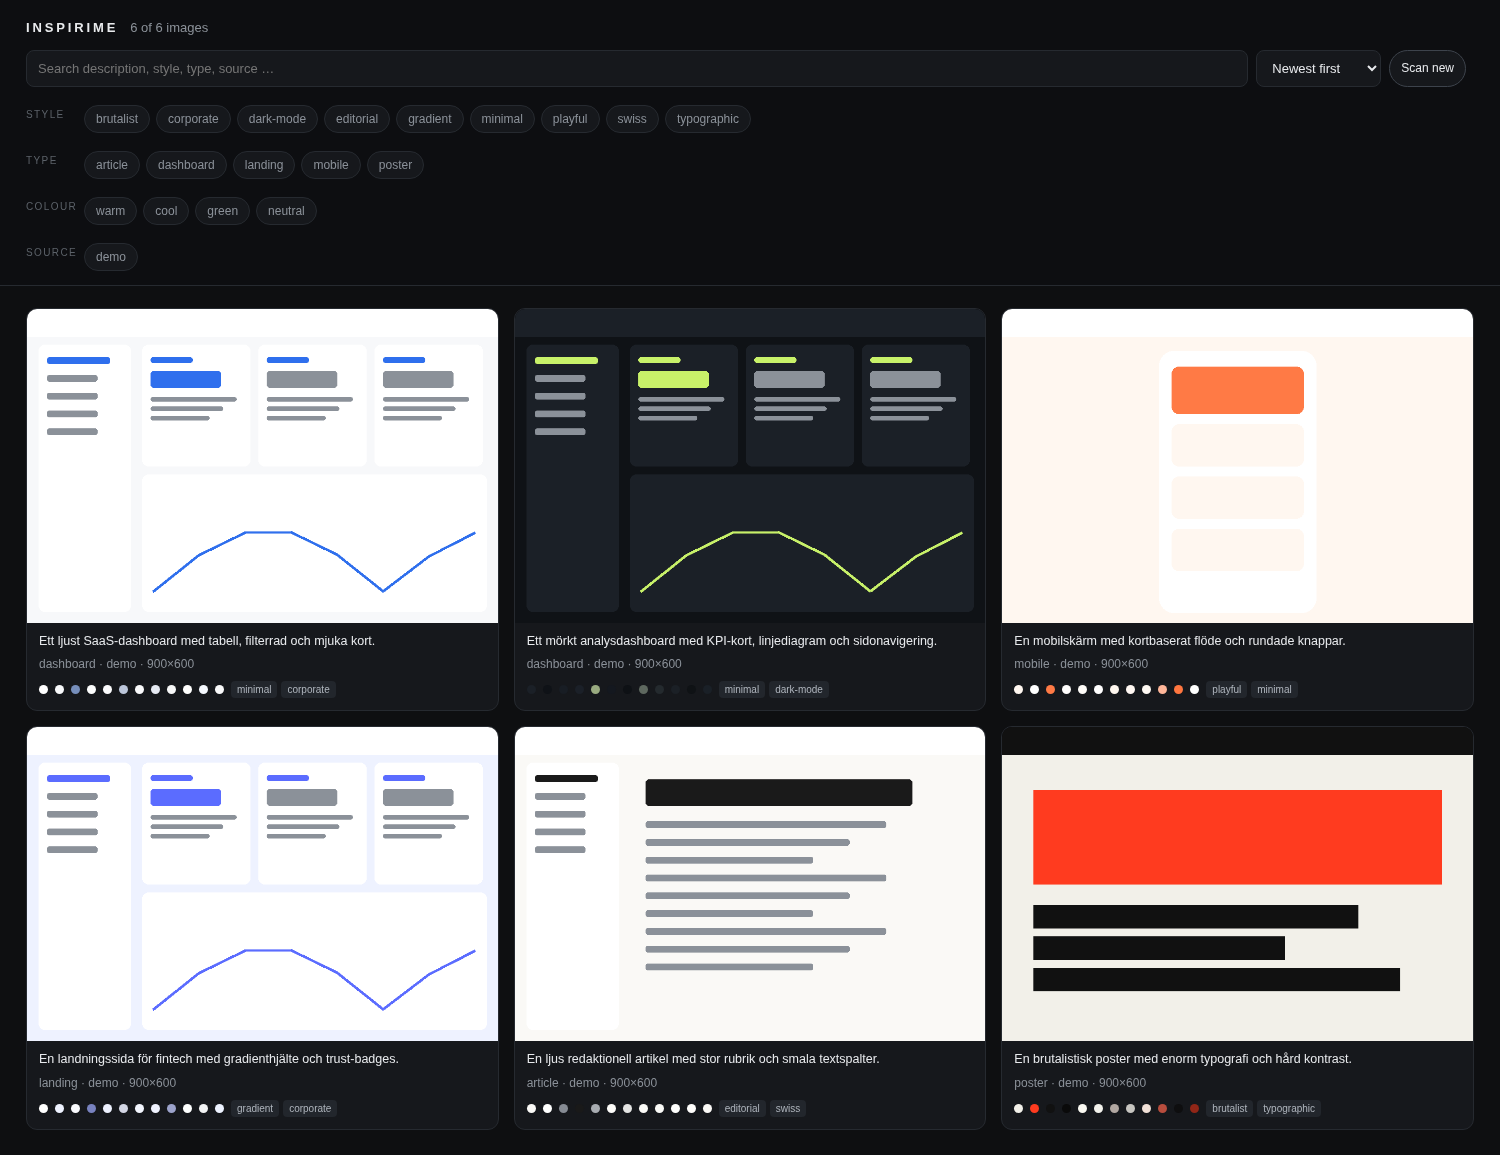 INSPIRIME 6 of 6 images
Search description, style, type, source …
Newest first
Scan new
STYLE brutalist corporate dark-mode editorial gradient minimal playful swiss typographic
TYPE article dashboard landing mobile poster
COLOUR warm cool green neutral
SOURCE demo
Ett ljust SaaS-dashboard med tabell, filterrad och mjuka kort.
dashboard · demo · 900×600
minimal corporate
Ett mörkt analysdashboard med KPI-kort, linjediagram och sidonavigering.
dashboard · demo · 900×600
minimal dark-mode
En mobilskärm med kortbaserat flöde och rundade knappar.
mobile · demo · 900×600
playful minimal
En landningssida för fintech med gradienthjälte och trust-badges.
landing · demo · 900×600
gradient corporate
En ljus redaktionell artikel med stor rubrik och smala textspalter.
article · demo · 900×600
editorial swiss
En brutalistisk poster med enorm typografi och hård kontrast.
poster · demo · 900×600
brutalist typographic